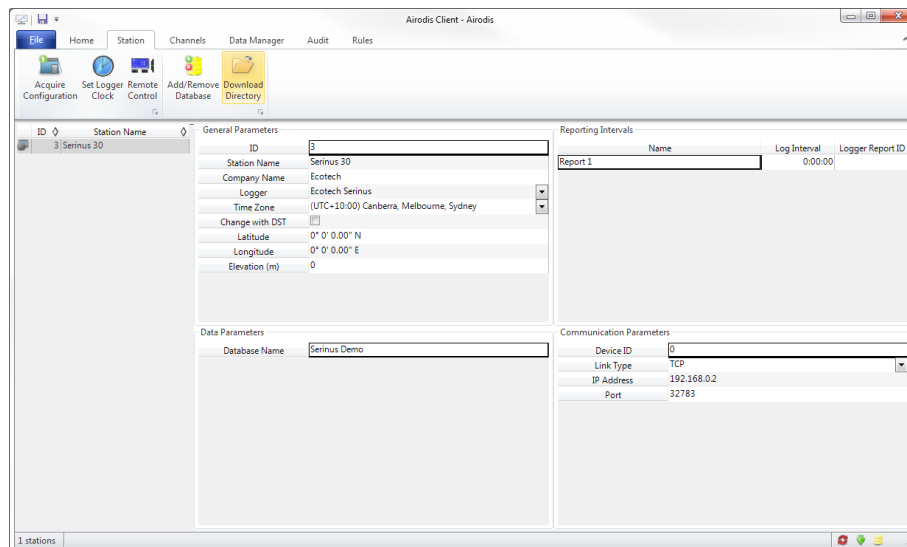 Airodis Client - Airodis
File Home Station Channels Data Manager Audit Rules
Acquire Configuration
Set Logger Clock
Remote Control
Add/Remove Database
Download Directory
ID Station Name
3 Serinus 30
General Parameters
ID 3
Station Name Serinus 30
Company Name Ecotech
Logger Ecotech Serinus
Time Zone (UTC+10:00) Canberra, Melbourne, Sydney
Change with DST
Latitude 0° 0' 0.00" N
Longitude 0° 0' 0.00" E
Elevation (m) 0
Reporting Intervals
Name Log Interval Logger Report ID
Report 1 0:00:00
Data Parameters
Database Name Serinus Demo
Communication Parameters
Device ID 0
Link Type TCP
IP Address 192.168.0.2
Port 32783
1 stations